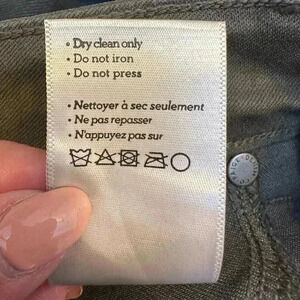 • Dry clean only
• Do not iron
• Do not press
• Nettoyer à sec seulement
• Ne pas repasser
• N'appuyez pas sur